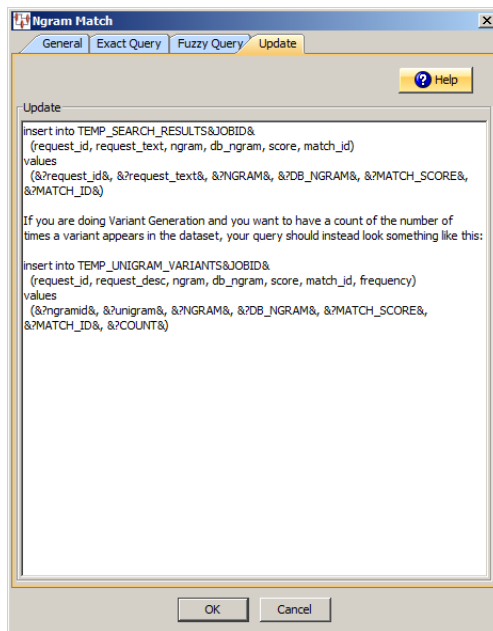 Ngram Match
General Exact Query Fuzzy Query Update
Help
Update
insert into TEMP_SEARCH_RESULTS&JOBID&
(request_id, request_text, ngram, db_ngram, score, match_id)
values
(&?request_id&, &?request_text&, &?NGRAM&, &?DB_NGRAM&, &?MATCH_SCORE&,
&?MATCH_ID&)
If you are doing Variant Generation and you want to have a count of the number of
times a variant appears in the dataset, your query should instead look something like this:
insert into TEMP_UNIGRAM_VARIANTS&JOBID&
(request_id, request_desc, ngram, db_ngram, score, match_id, frequency)
values
(&?ngramid&, &?unigram&, &?NGRAM&, &?DB_NGRAM&, &?MATCH_SCORE&,
&?MATCH_ID&, &?COUNT&)
OK Cancel